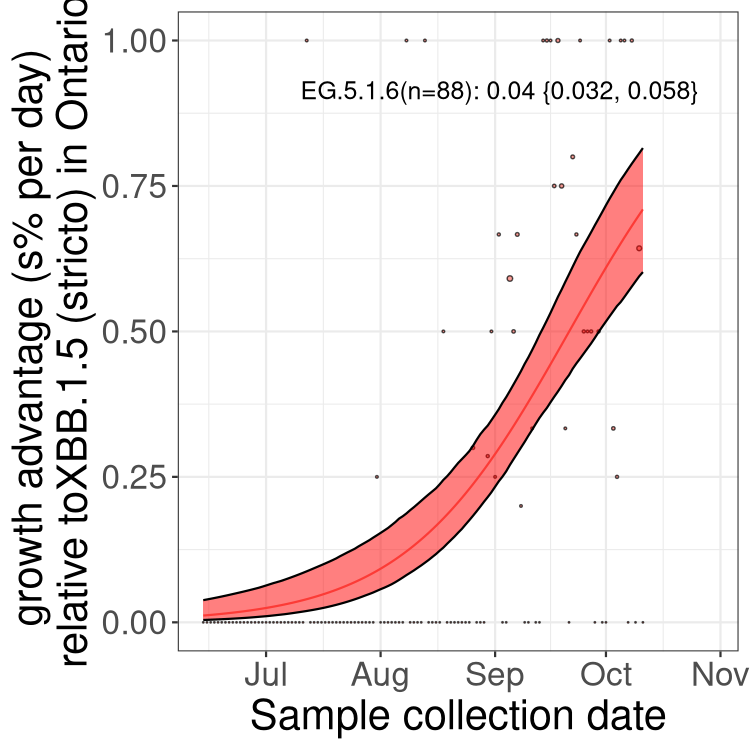 growth advantage (s% per day)
relative toXBB.1.5 (stricto) in Ontario
1.00
0.75
0.50
0.25
0.00
EG.5.1.6(n=88): 0.04 {0.032, 0.058}
Jul Aug Sep Oct Nov
Sample collection date